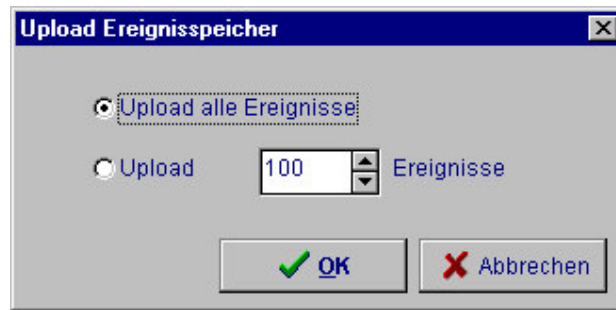 Upload Ereignisspeicher
Upload alle Ereignisse
Upload 100 Ereignisse
OK Abbrechen